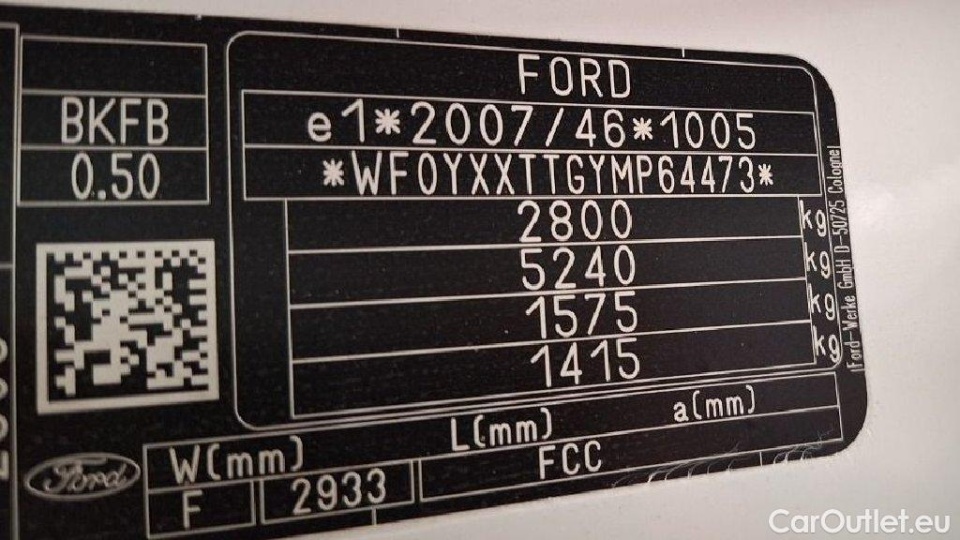 FORD
BKFB
0.50
e1*2007/46*1005
*WF0YXXTTGYMP64473*
2800 kg
5240 kg
1575 kg
1415 kg
Ford-Werke GmbH D-50725 Cologne
W(mm) L(mm) a(mm)
F 2933 FCC
Ford
CarOutlet.eu